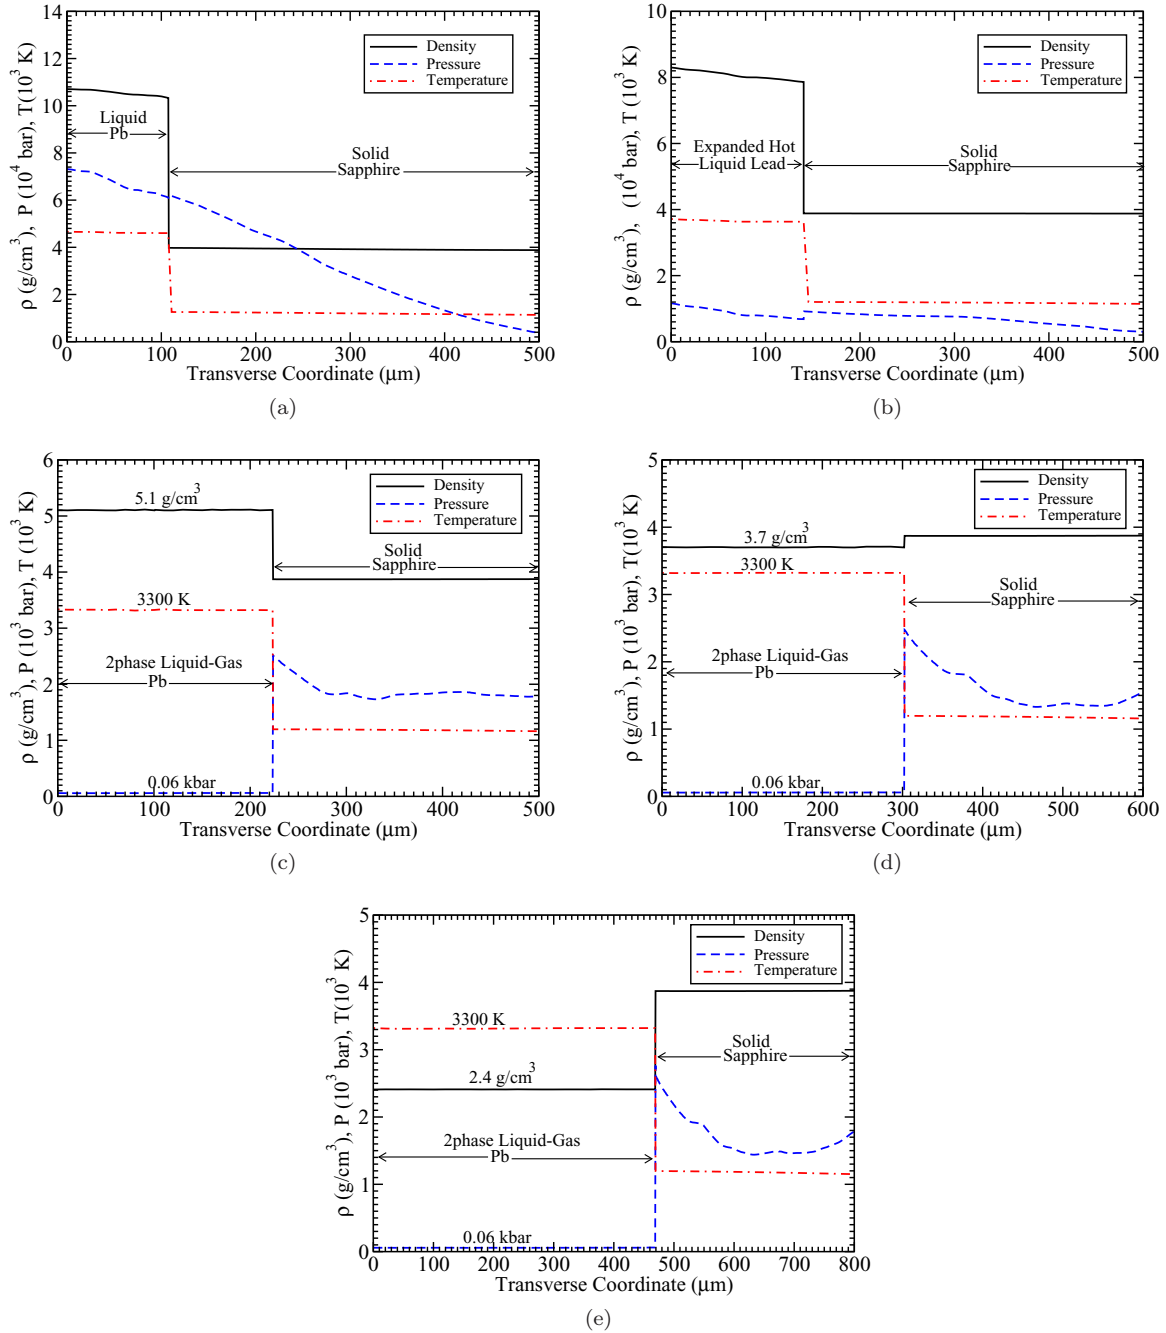 ρ (g/cm³), P (10⁴ bar), T(10³ K)
14
12
10
8
6
4
2
0
Density
Pressure
Temperature
Liquid
Pb
Solid
Sapphire
0 100 200 300 400 500
Transverse Coordinate (μm)
(a)
ρ (g/cm³), (10⁴ bar), T (10³ K)
10
8
6
4
2
0
Density
Pressure
Temperature
Expanded Hot
Liquid Lead
Solid
Sapphire
0 100 200 300 400 500
Transverse Coordinate (μm)
(b)
ρ (g/cm³), P (10³ bar), T (10³ K)
6
5
4
3
2
1
0
Density
Pressure
Temperature
5.1 g/cm³
Solid
Sapphire
3300 K
2phase Liquid-Gas
Pb
0.06 kbar
0 100 200 300 400 500
Transverse Coordinate (μm)
(c)
ρ (g/cm³), P (10³ bar), T(10³ K)
5
4
3
2
1
0
Density
Pressure
Temperature
3.7 g/cm³
3300 K
Solid
Sapphire
2phase Liquid-Gas
Pb
0.06 kbar
0 100 200 300 400 500 600
Transverse Coordinate (μm)
(d)
ρ (g/cm³), P (10³ bar), T(10³ K)
5
4
3
2
1
0
Density
Pressure
Temperature
3300 K
Solid
Sapphire
2.4 g/cm³
2phase Liquid-Gas
Pb
0.06 kbar
0 100 200 300 400 500 600 700 800
Transverse Coordinate (μm)
(e)